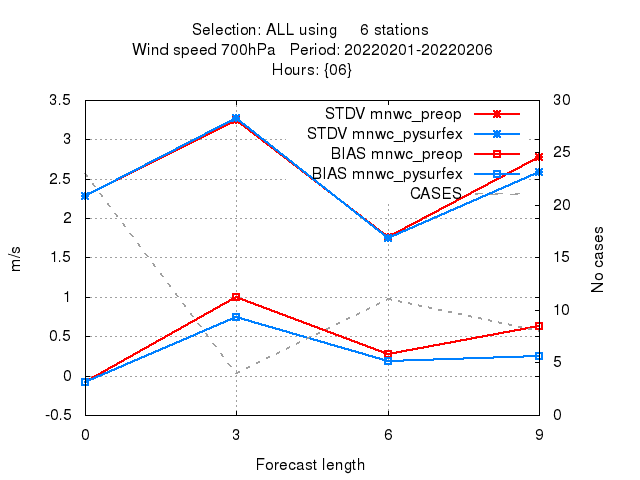 Selection: ALL using 6 stations
Wind speed 700hPa Period: 20220201-20220206
Hours: {06}
3.5
3
2.5
2
1.5
1
0.5
0
-0.5
30
25
20
15
10
5
0
STDV mnwc_preop
STDV mnwc_pysurfex
BIAS mnwc_preop
BIAS mnwc_pysurfex
CASES
m/s
No cases
0 3 6 9
Forecast length